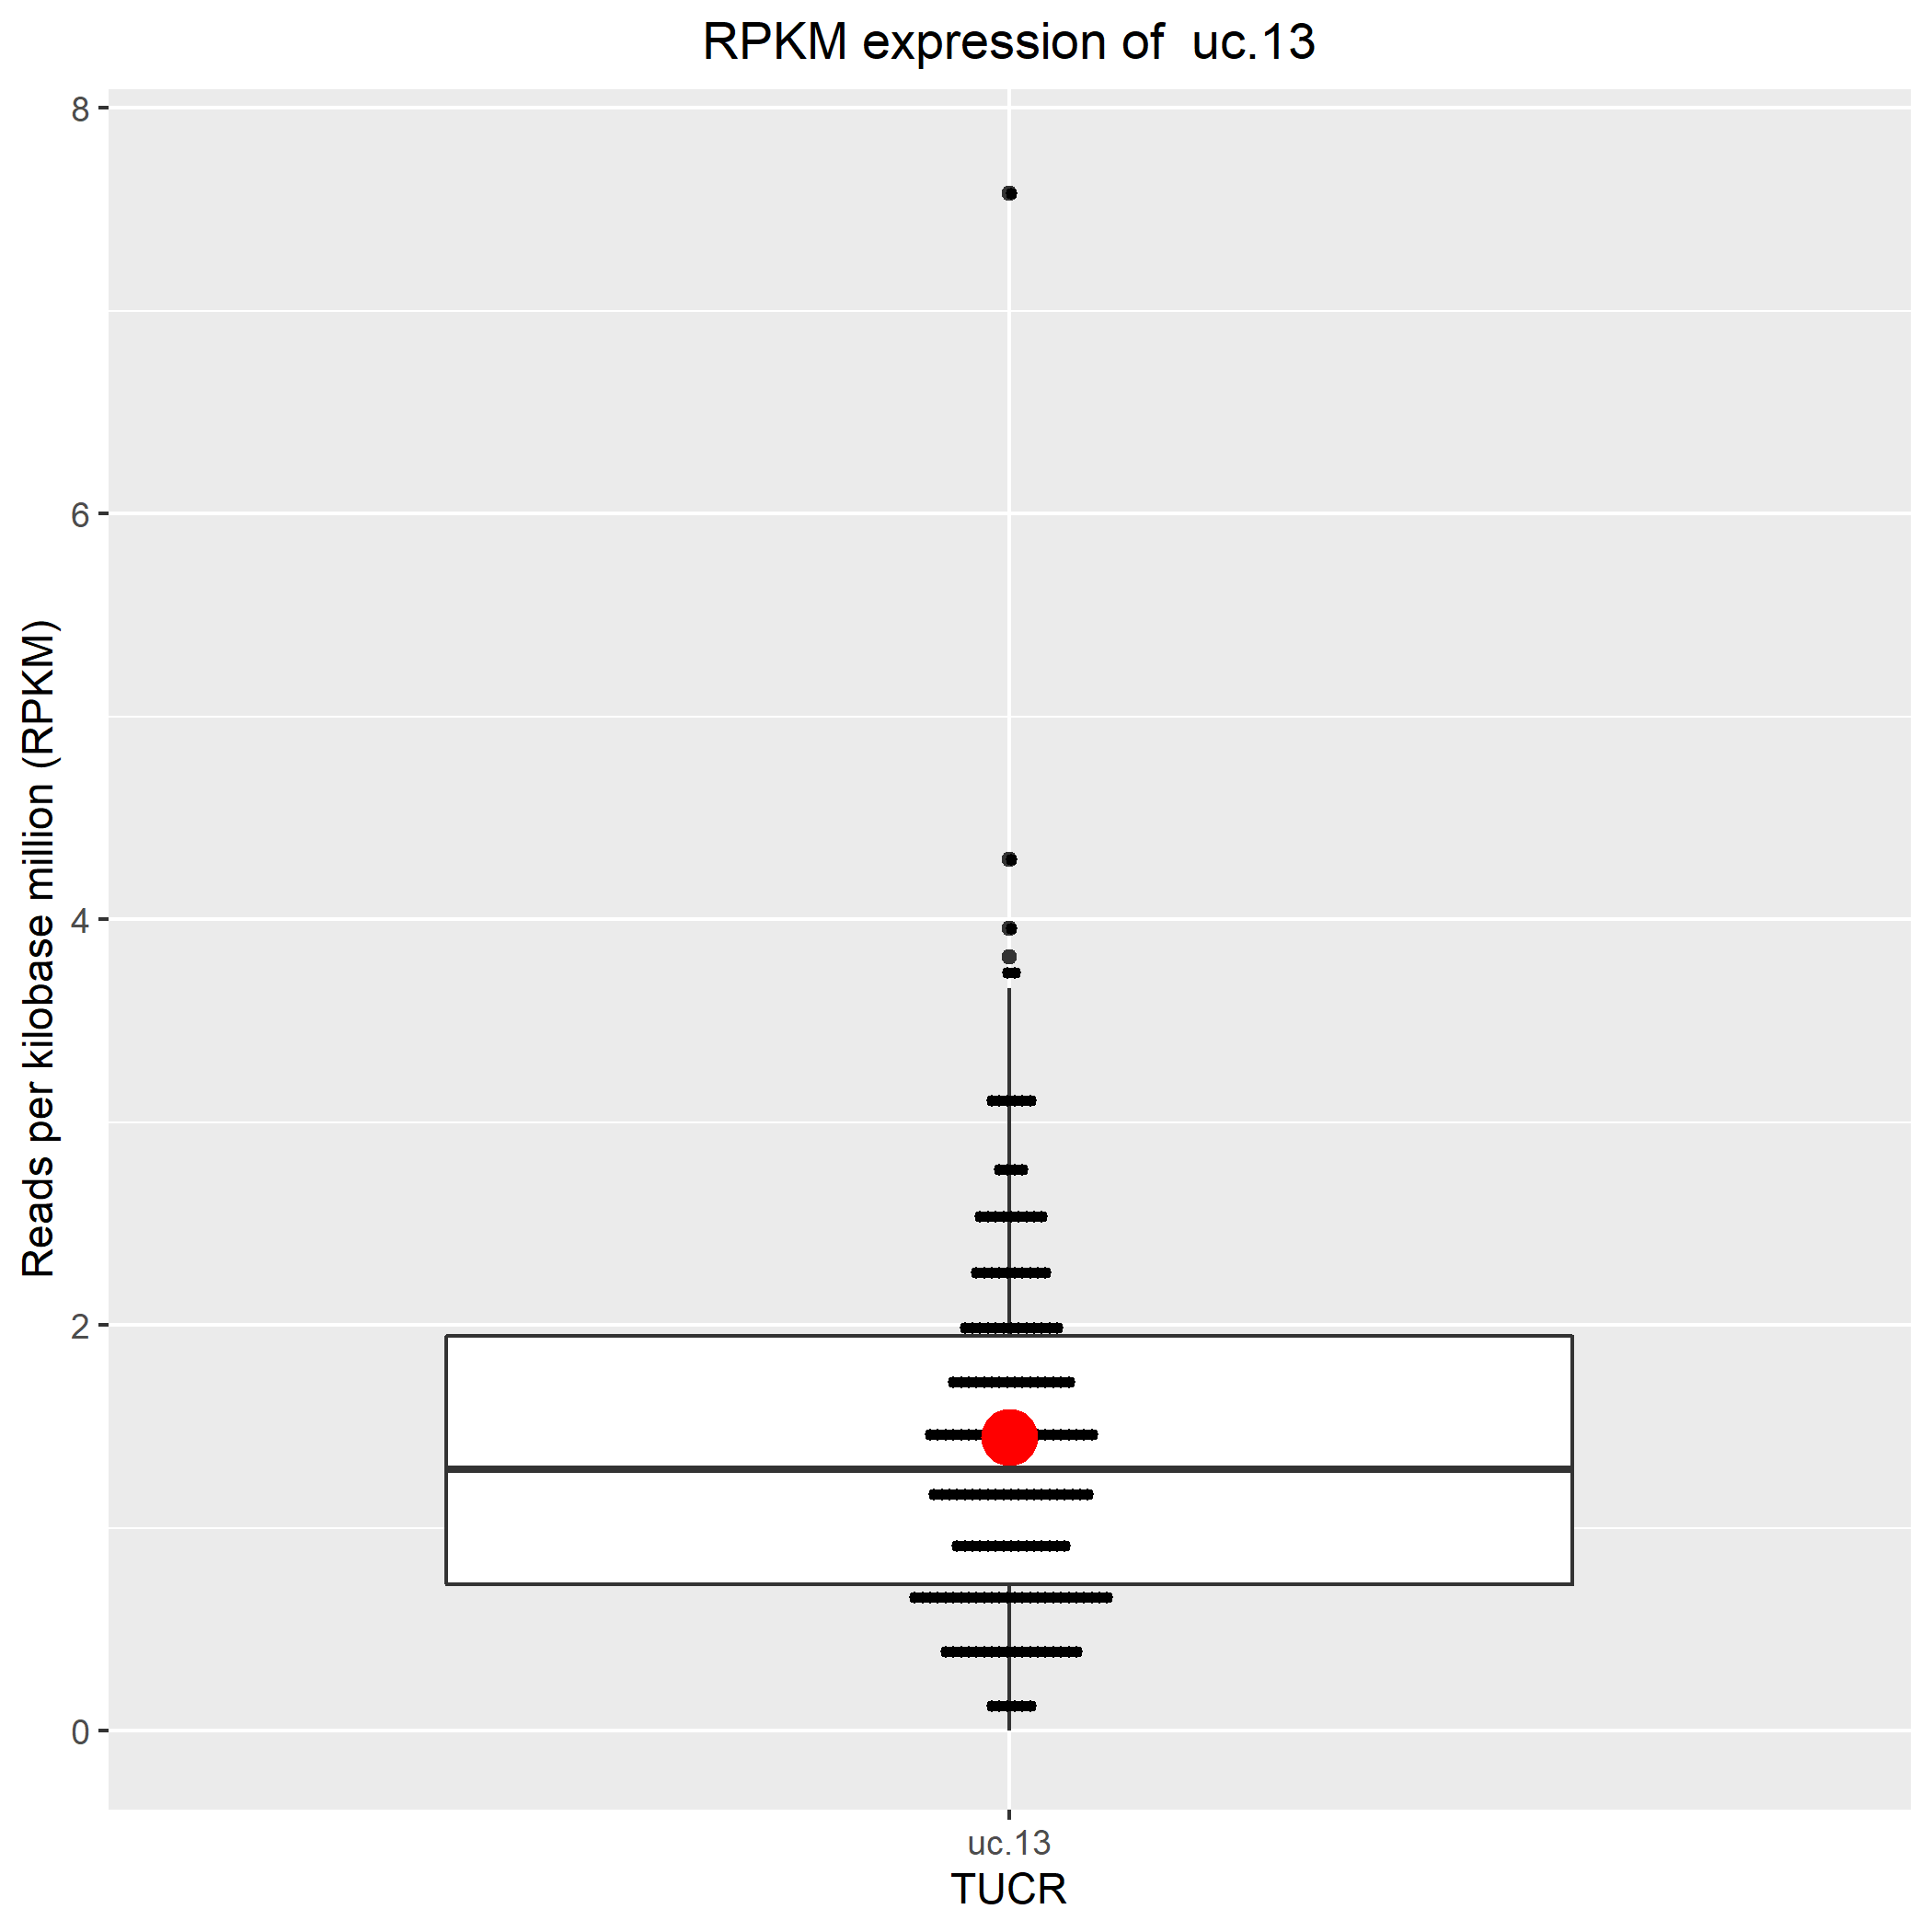 RPKM expression of  uc.13
Reads per kilobase million (RPKM)
8
6
4
2
0
uc.13
TUCR